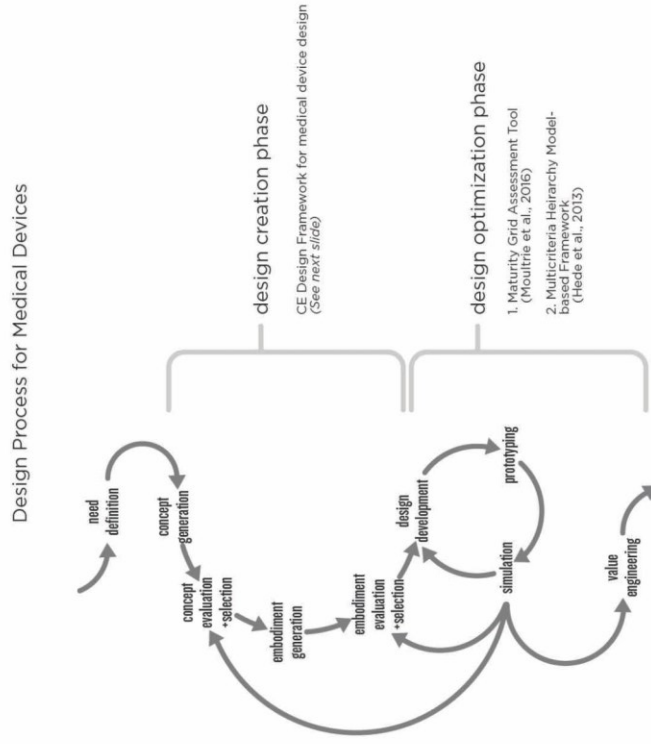 Design Process for Medical Devices
need
definition
concept
generation
concept
evaluation
+selection
embodiment
generation
embodiment
evaluation
+selection
design creation phase
CE Design Framework for medical device design
(See next slide)
design
development
prototyping
simulation
value
engineering
design optimization phase
1. Maturity Grid Assessment Tool
(Moultrie et al., 2016)
2. Multicriteria Heirarchy Model-
based Framework
(Hede et al., 2013)